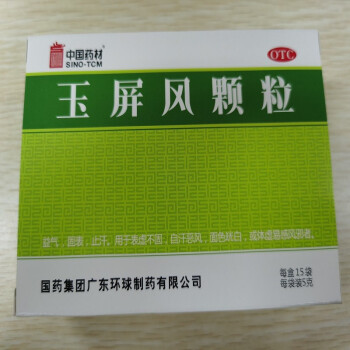 中国药材
SINO-TCM
OTC
玉屏风颗粒
益气，固表，止汗。用于表虚不固，自汗恶风，面色㿠白，或体虚易感风邪者。
国药集团广东环球制药有限公司
每盒15袋
每袋装5克